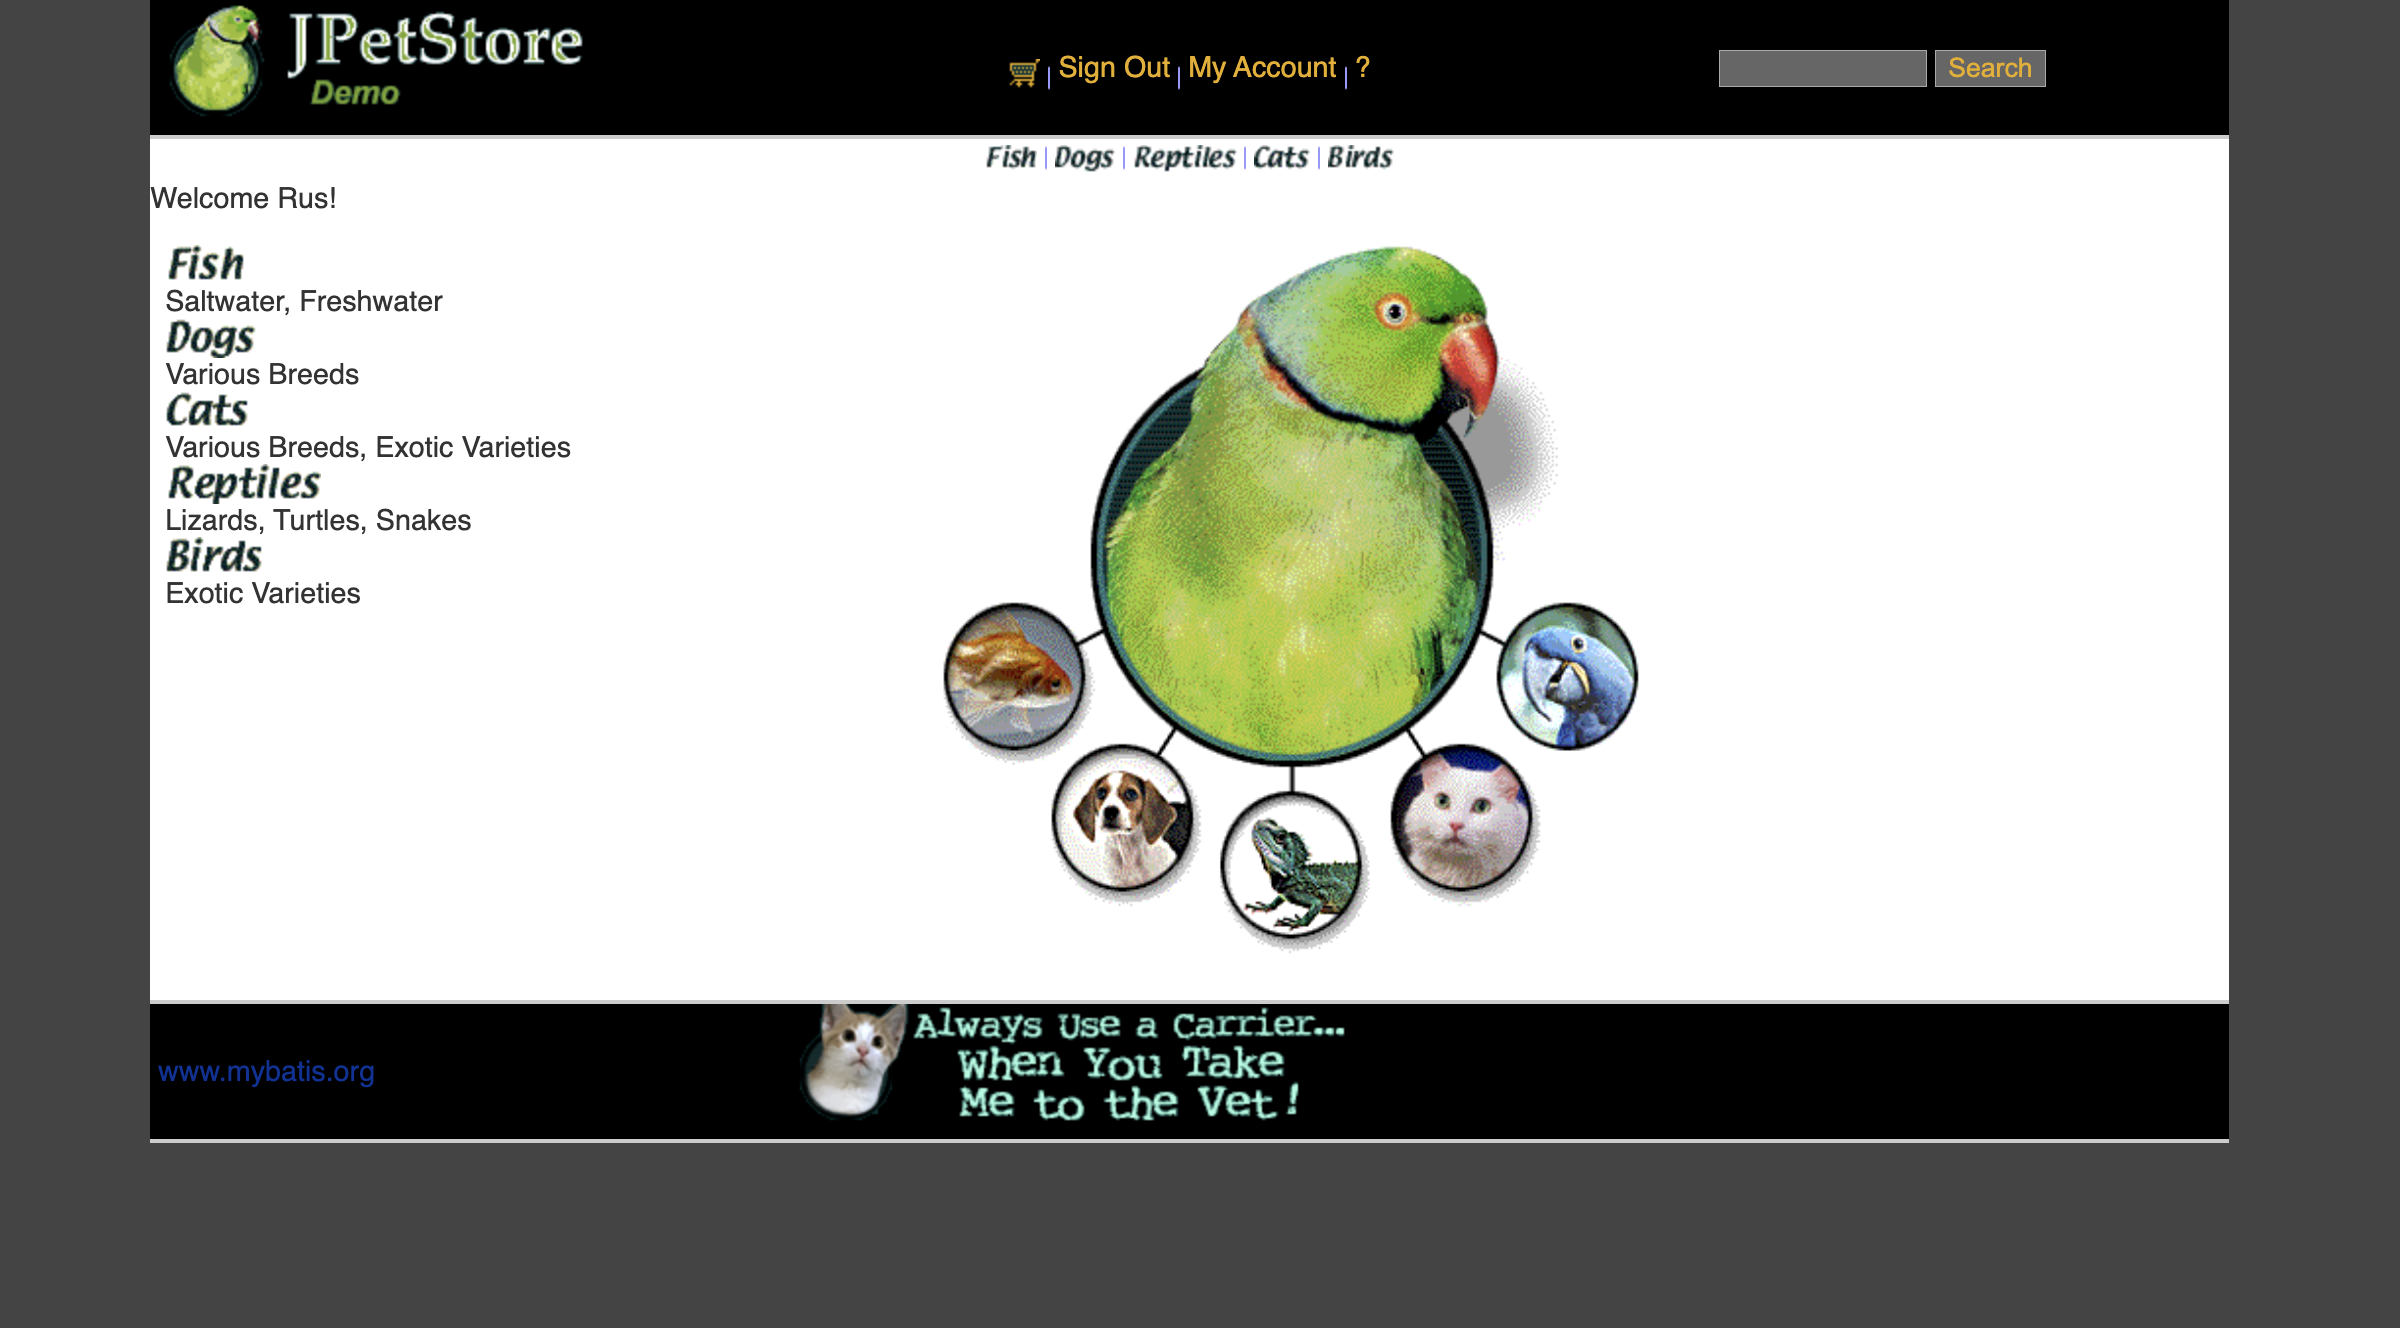 JPetStore
Demo
Sign Out | My Account | ?
Search
Fish | Dogs | Reptiles | Cats | Birds
Welcome Rus!
Fish
Saltwater, Freshwater
Dogs
Various Breeds
Cats
Various Breeds, Exotic Varieties
Reptiles
Lizards, Turtles, Snakes
Birds
Exotic Varieties
www.mybatis.org
Always Use a Carrier...
When You Take
Me to the Vet!